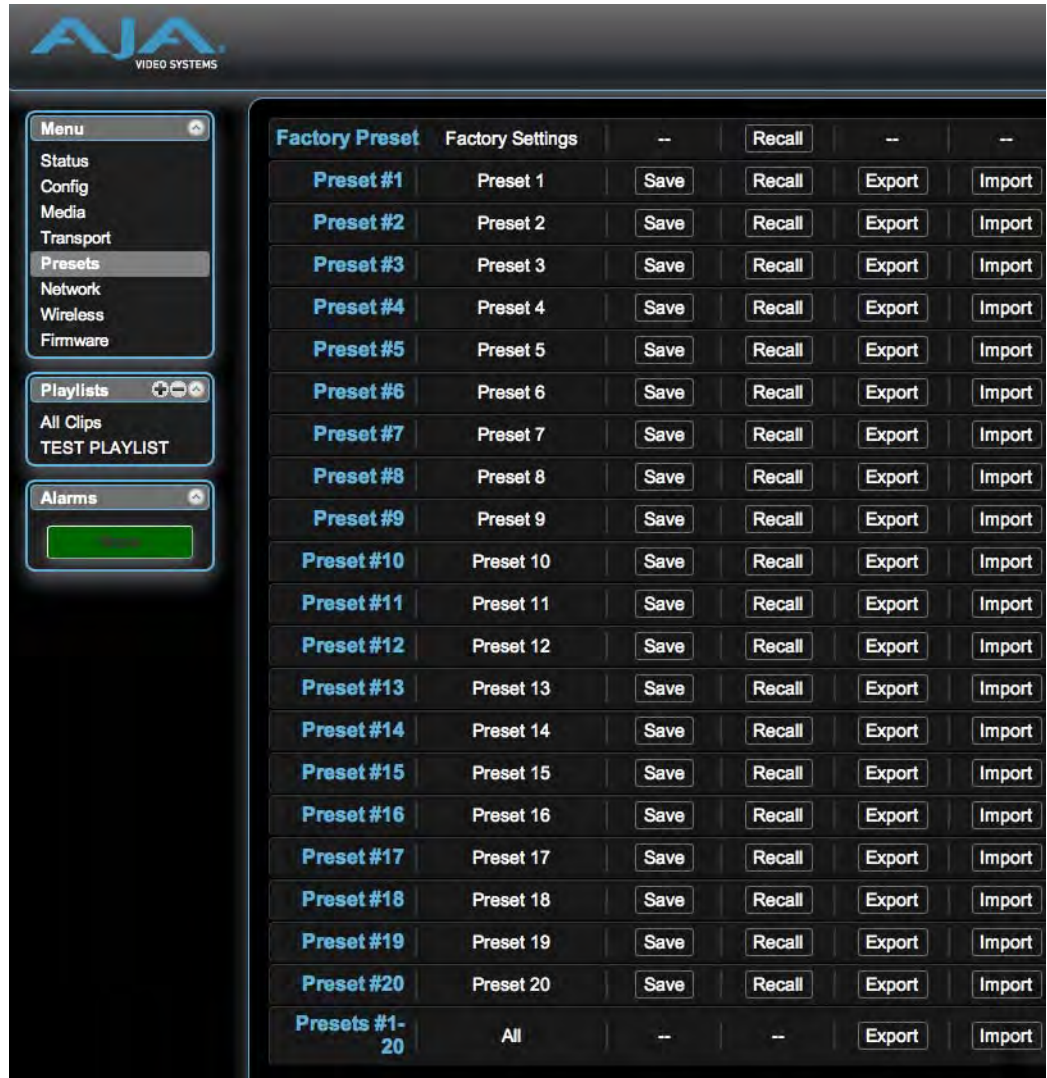 AJA
VIDEO SYSTEMS
Menu
Status
Config
Media
Transport
Presets
Network
Wireless
Firmware
Playlists
All Clips
TEST PLAYLIST
Alarms
Factory Preset Factory Settings -- Recall -- --
Preset #1 Preset 1 Save Recall Export Import
Preset #2 Preset 2 Save Recall Export Import
Preset #3 Preset 3 Save Recall Export Import
Preset #4 Preset 4 Save Recall Export Import
Preset #5 Preset 5 Save Recall Export Import
Preset #6 Preset 6 Save Recall Export Import
Preset #7 Preset 7 Save Recall Export Import
Preset #8 Preset 8 Save Recall Export Import
Preset #9 Preset 9 Save Recall Export Import
Preset #10 Preset 10 Save Recall Export Import
Preset #11 Preset 11 Save Recall Export Import
Preset #12 Preset 12 Save Recall Export Import
Preset #13 Preset 13 Save Recall Export Import
Preset #14 Preset 14 Save Recall Export Import
Preset #15 Preset 15 Save Recall Export Import
Preset #16 Preset 16 Save Recall Export Import
Preset #17 Preset 17 Save Recall Export Import
Preset #18 Preset 18 Save Recall Export Import
Preset #19 Preset 19 Save Recall Export Import
Preset #20 Preset 20 Save Recall Export Import
Presets #1-
20 All -- -- Export Import